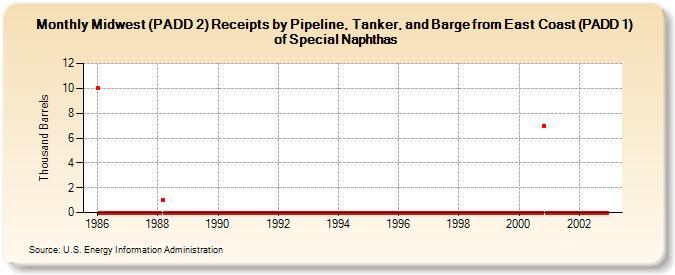 Monthly Midwest (PADD 2) Receipts by Pipeline, Tanker, and Barge from East Coast (PADD 1)
of Special Naphthas
Thousand Barrels
12
10
8
6
4
2
0
1986 1988 1990 1992 1994 1996 1998 2000 2002
Source: U.S. Energy Information Administration